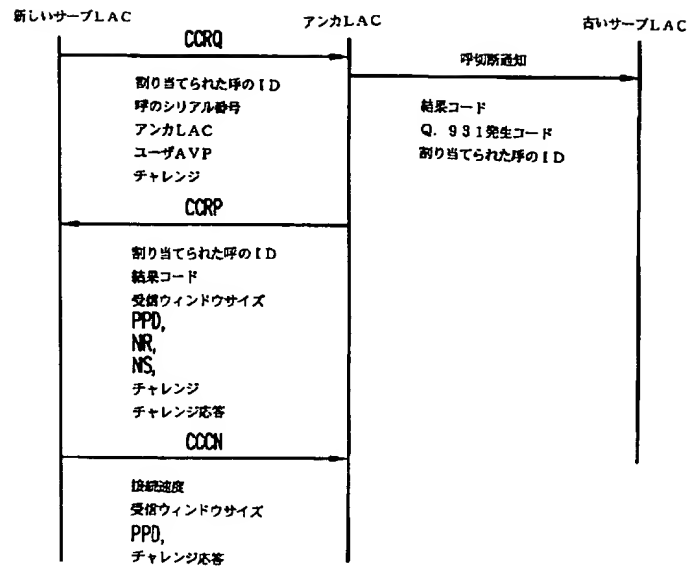 新しいサーブLAC
アンカLAC
古いサーブLAC
CCRQ
呼切断通知
割り当てられた呼のID
呼のシリアル番号
アンカLAC
ユーザAVP
チャレンジ
結果コード
Q. 931発生コード
割り当てられた呼のID
CCRP
割り当てられた呼のID
結果コード
受信ウィンドウサイズ
PPD,
NR,
NS,
チャレンジ
チャレンジ応答
CCCN
接続速度
受信ウィンドウサイズ
PPD,
チャレンジ応答